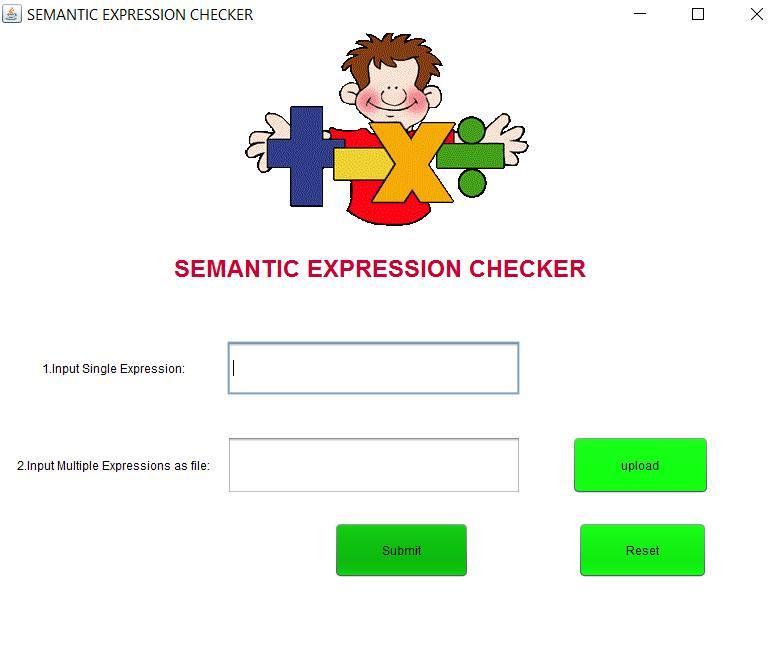 SEMANTIC EXPRESSION CHECKER
SEMANTIC EXPRESSION CHECKER
1.Input Single Expression:
2.Input Multiple Expressions as file:
upload
Submit
Reset